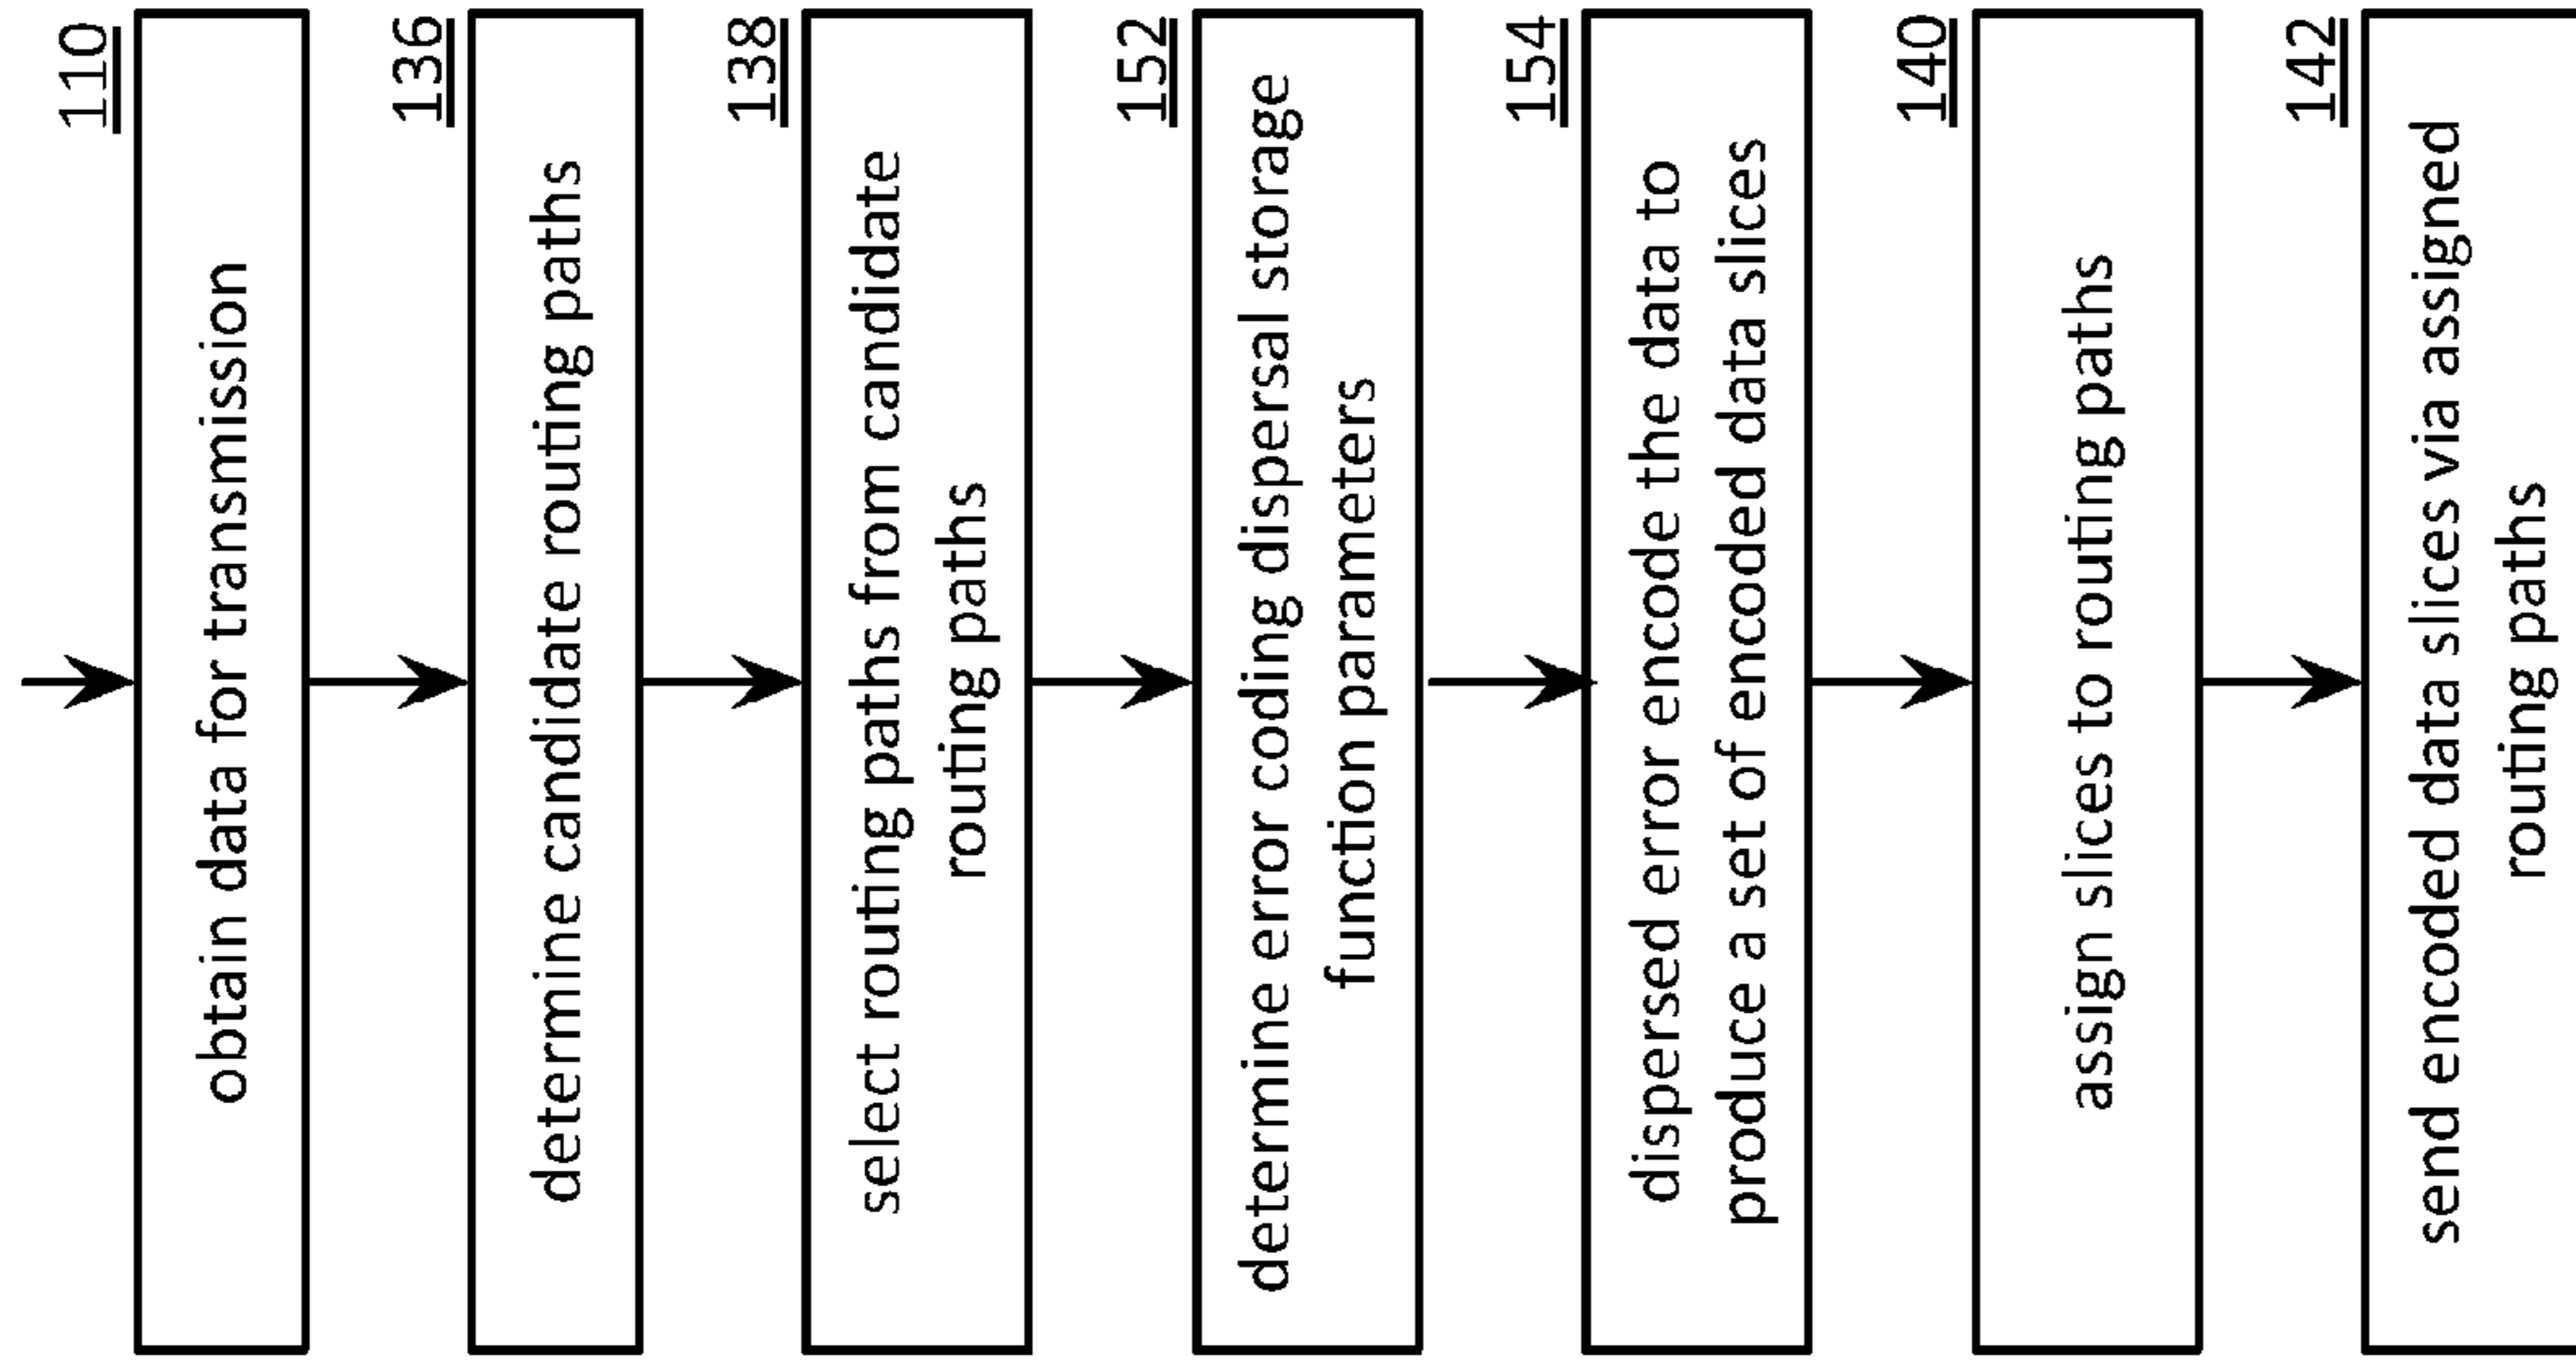 110
obtain data for transmission
136
determine candidate routing paths
138
select routing paths from candidate
routing paths
152
determine error coding dispersal storage
function parameters
154
dispersed error encode the data to
produce a set of encoded data slices
140
assign slices to routing paths
142
send encoded data slices via assigned
routing paths